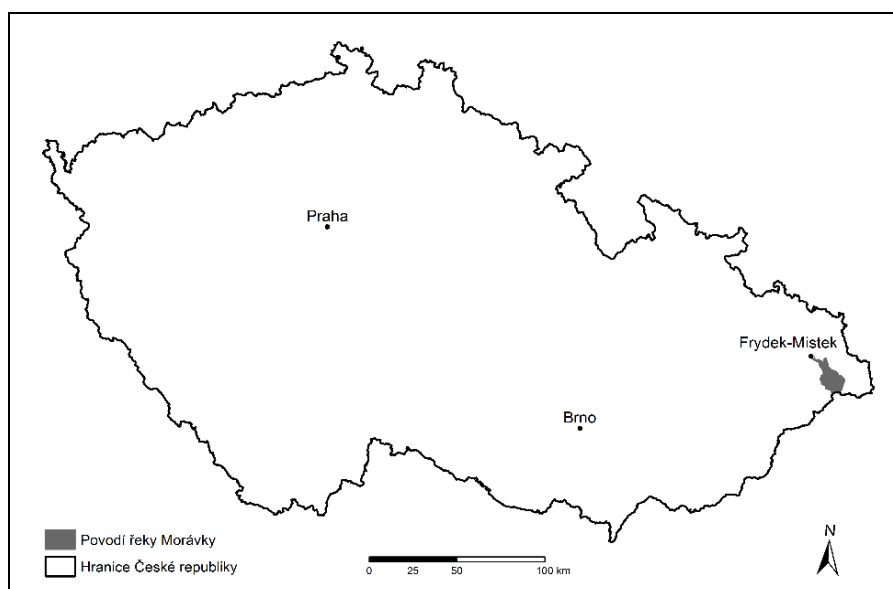 Praha
Frydek-Mistek
Brno
Povodí řeky Morávky
Hranice České republiky
0 25 50 100 km
N